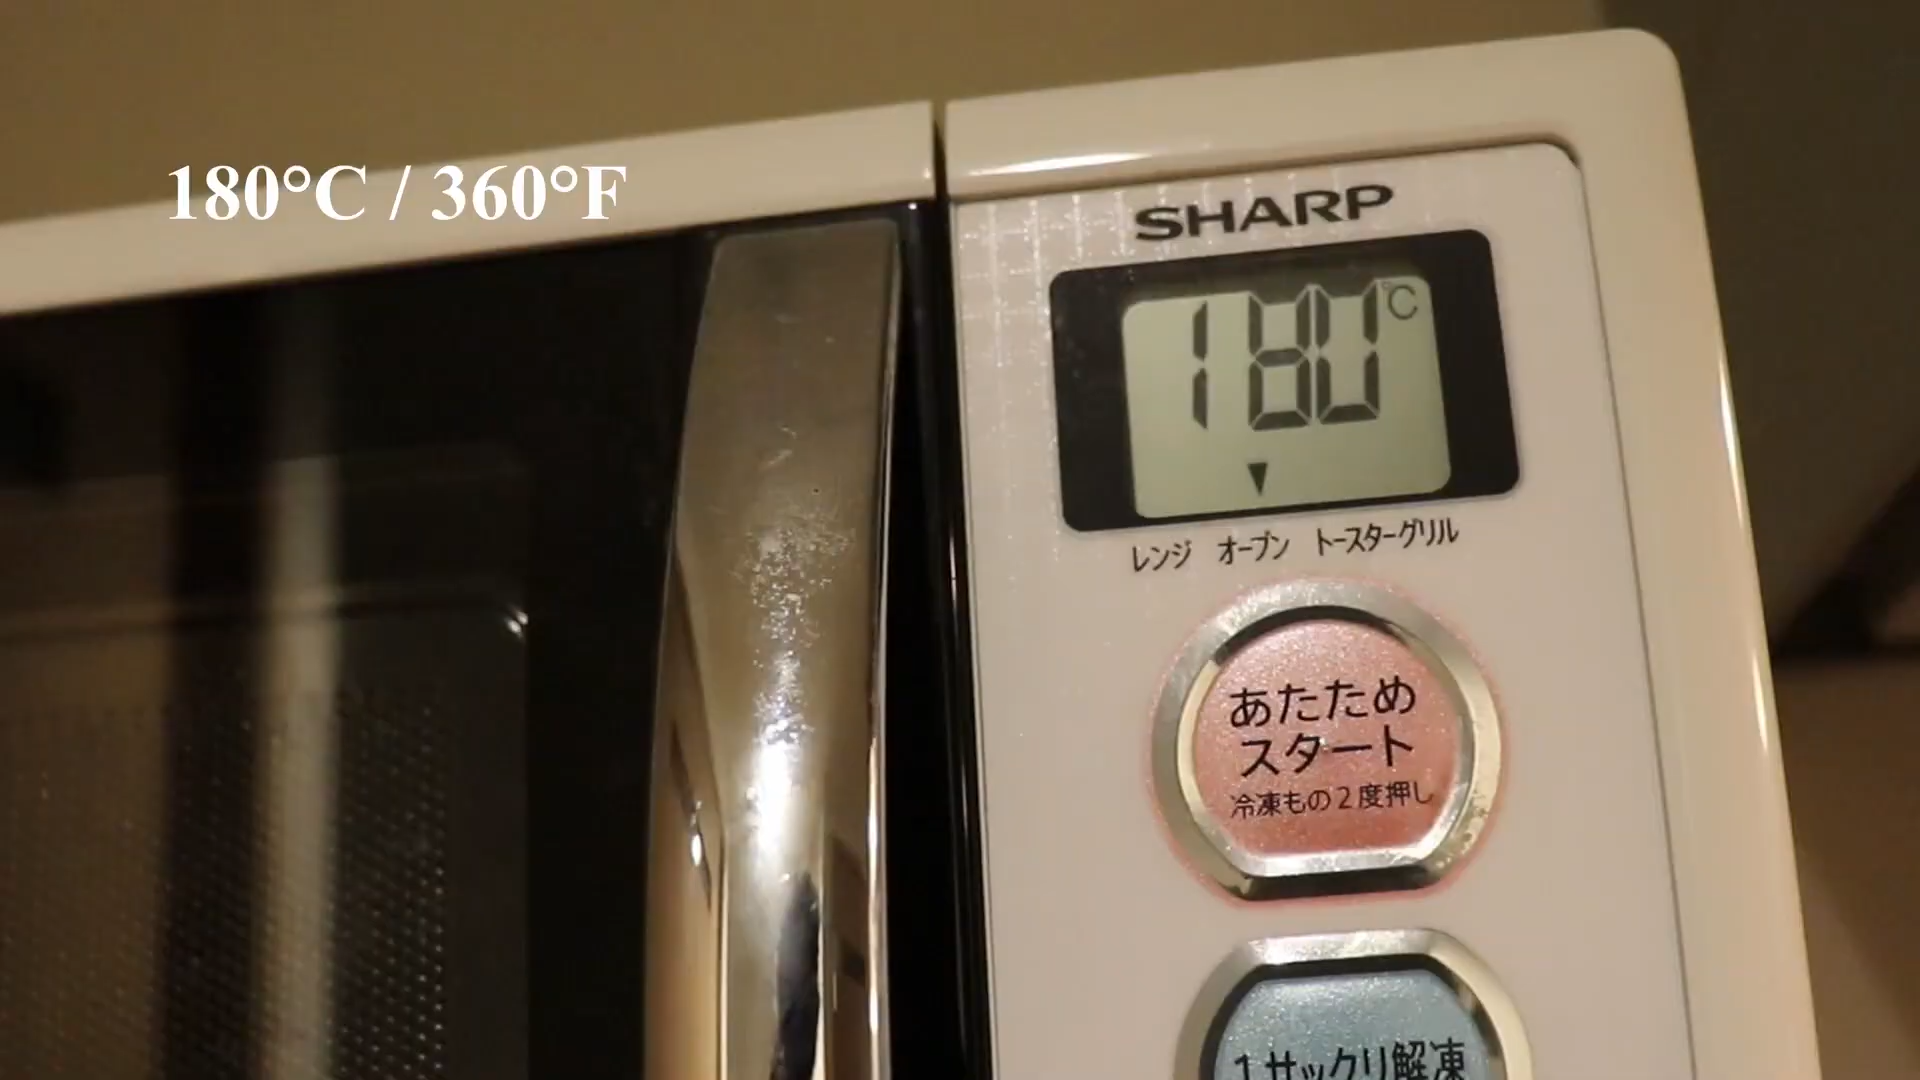 180°C / 360°F
SHARP
180°C
レンジ オーブン トースターグリル
あたため
スタート
冷凍もの2度押し
1 サックリ解凍